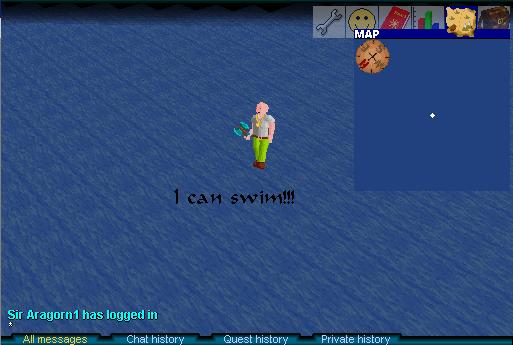 MAP
I can swim!!!
Sir Aragorn1 has logged in
*
All messages
Chat history
Quest history
Private history